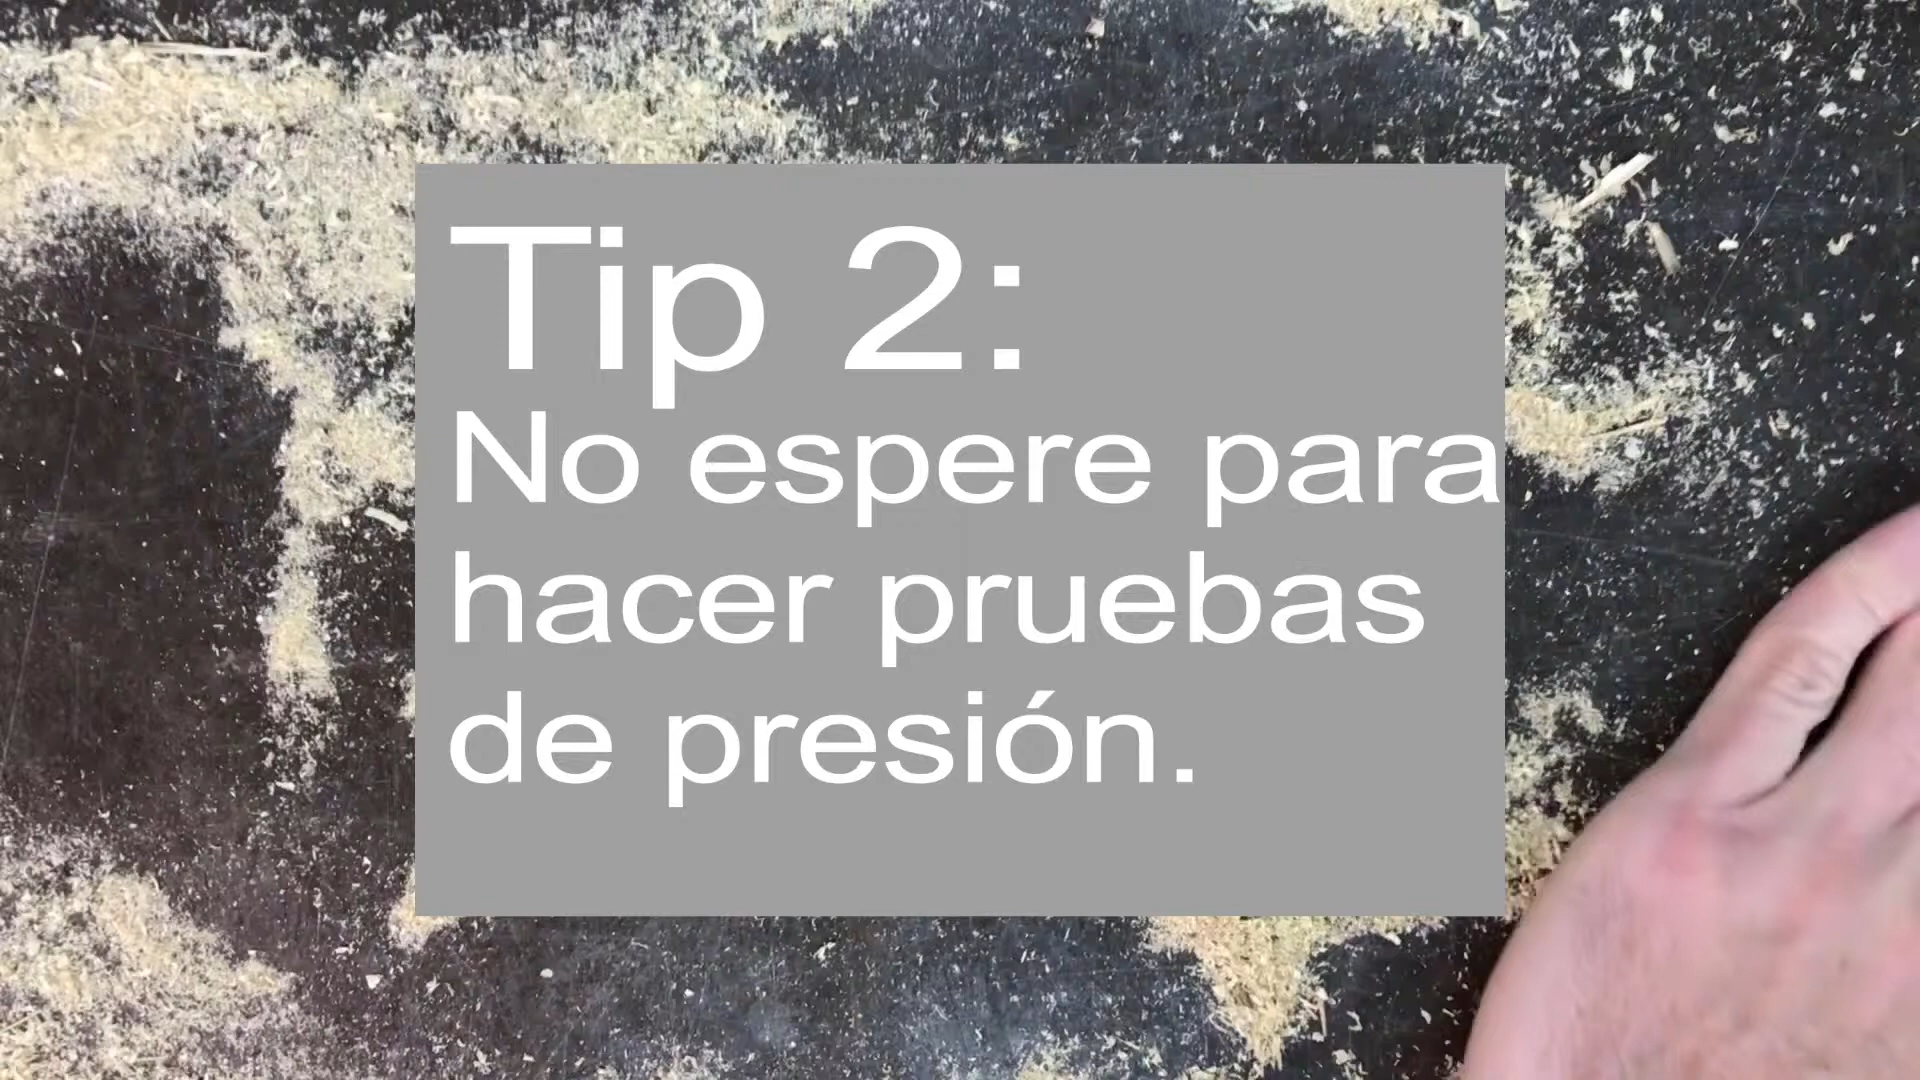 Tip 2:
No espere para
hacer pruebas
de presión.